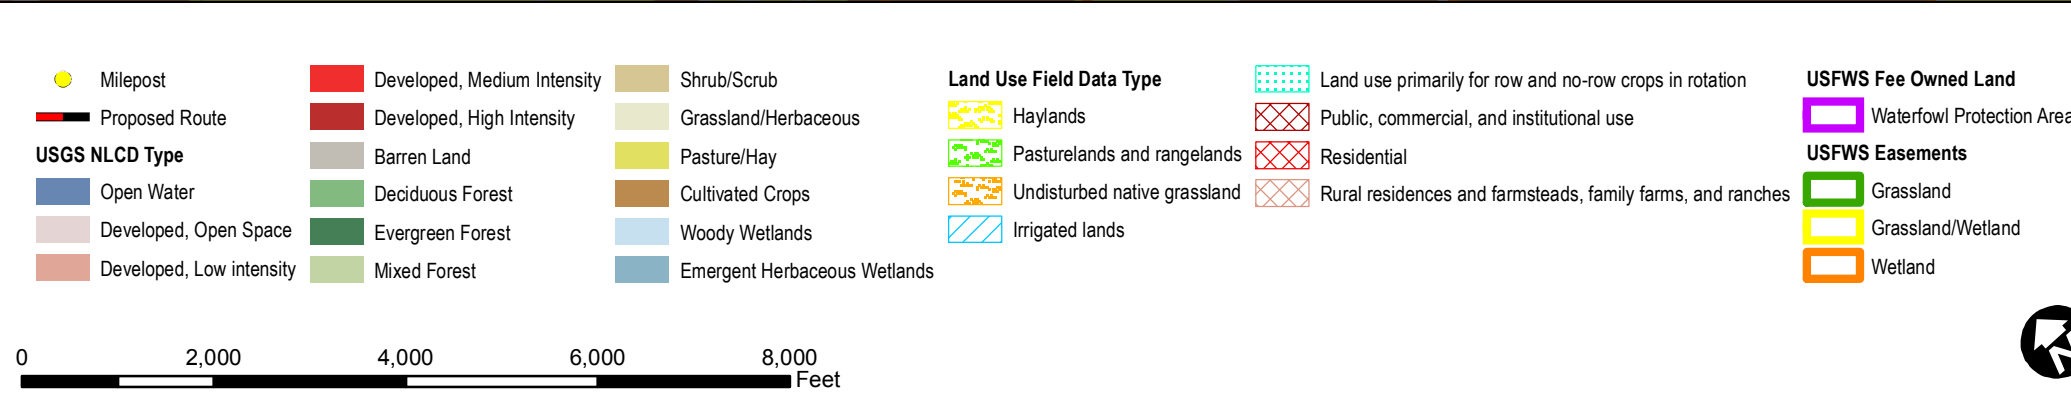 Milepost
Proposed Route
USGS NLCD Type
Open Water
Developed, Open Space
Developed, Low intensity
Developed, Medium Intensity
Developed, High Intensity
Barren Land
Deciduous Forest
Evergreen Forest
Mixed Forest
Shrub/Scrub
Grassland/Herbaceous
Pasture/Hay
Cultivated Crops
Woody Wetlands
Emergent Herbaceous Wetlands
Land Use Field Data Type
Haylands
Pasturelands and rangelands
Undisturbed native grassland
Irrigated lands
Land use primarily for row and no-row crops in rotation
Public, commercial, and institutional use
Residential
Rural residences and farmsteads, family farms, and ranches
USFWS Fee Owned Land
Waterfowl Protection Area
USFWS Easements
Grassland
Grassland/Wetland
Wetland
0 2,000 4,000 6,000 8,000
Feet